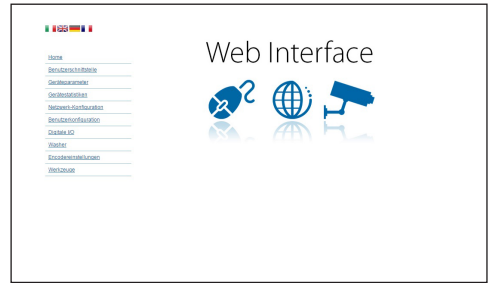 Web Interface
Home
Benutzerschnittstelle
Geräteparameter
Gerätestatistiken
Netzwerk-Konfiguration
Benutzerkonfiguration
Digitale I/O
Washer
Encodereinstellungen
Werkzeuge